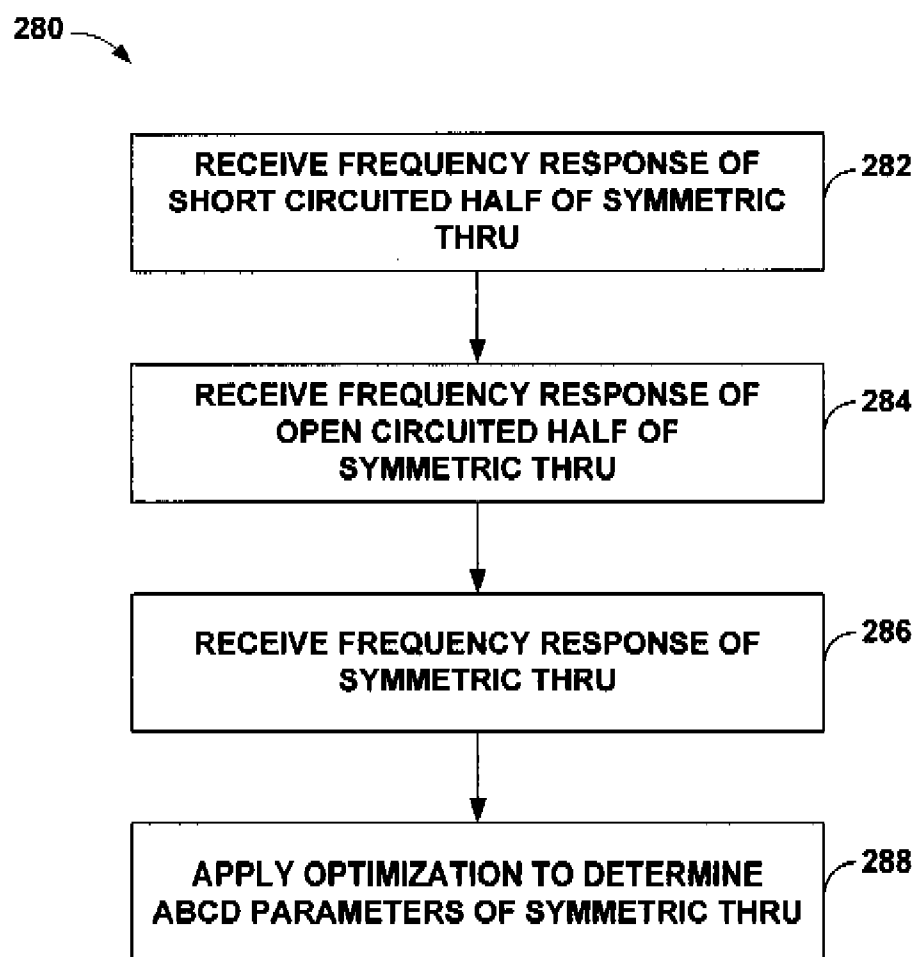 280
RECEIVE FREQUENCY RESPONSE OF
SHORT CIRCUITED HALF OF SYMMETRIC
THRU
282
RECEIVE FREQUENCY RESPONSE OF
OPEN CIRCUITED HALF OF
SYMMETRIC THRU
284
RECEIVE FREQUENCY RESPONSE OF
SYMMETRIC THRU
286
APPLY OPTIMIZATION TO DETERMINE
ABCD PARAMETERS OF SYMMETRIC THRU
288